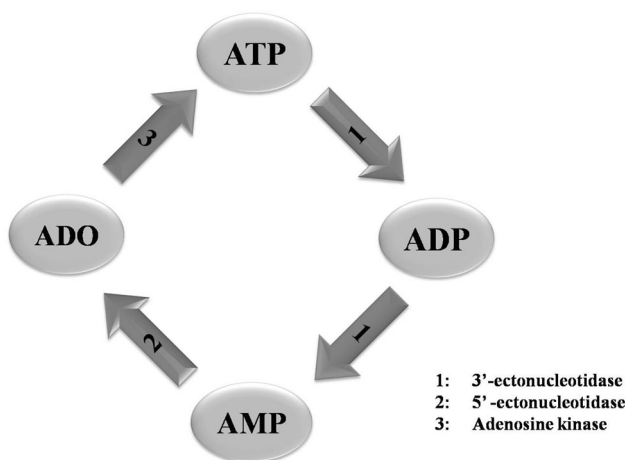 ATP
3
1
ADO
ADP
2
1
AMP
1: 3’-ectonucleotidase
2: 5’-ectonucleotidase
3: Adenosine kinase